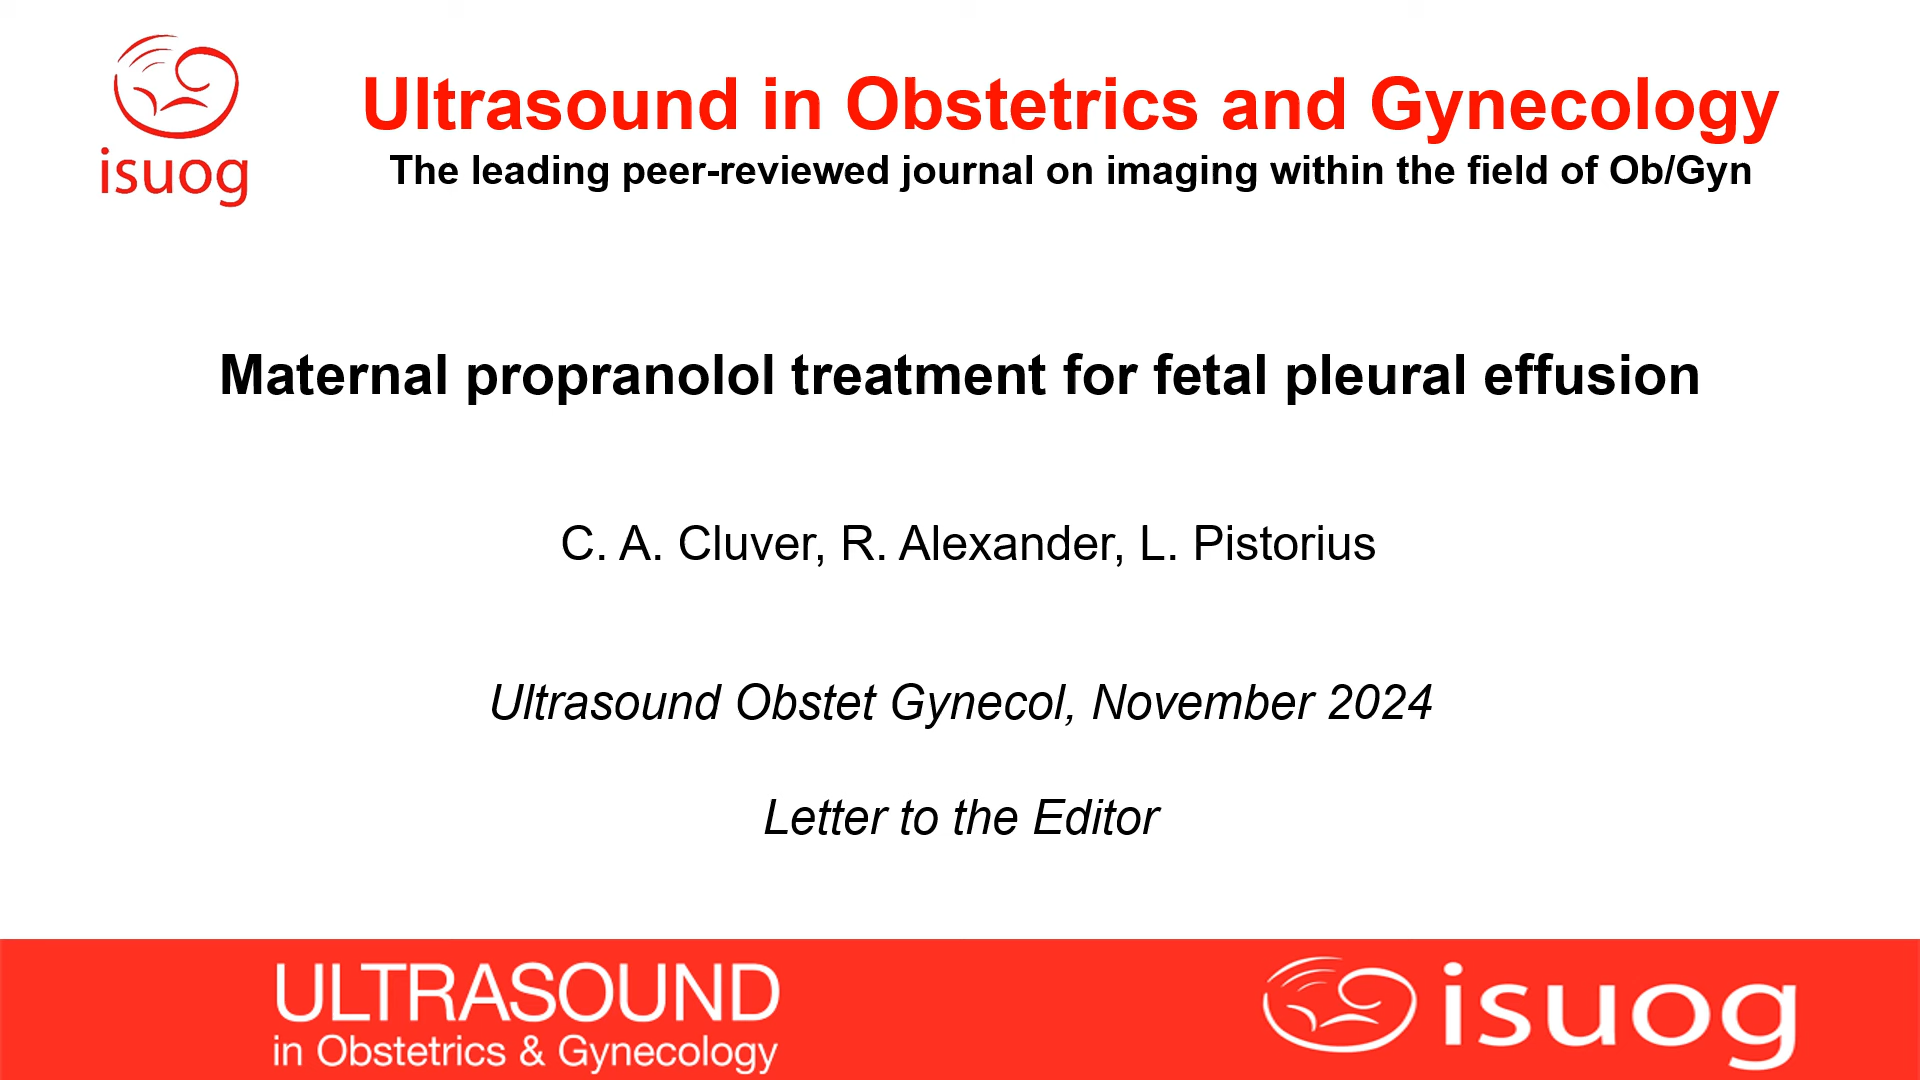 isuog
Ultrasound in Obstetrics and Gynecology
The leading peer-reviewed journal on imaging within the field of Ob/Gyn
Maternal propranolol treatment for fetal pleural effusion
C. A. Cluver, R. Alexander, L. Pistorius
Ultrasound Obstet Gynecol, November 2024
Letter to the Editor
ULTRASOUND
in Obstetrics & Gynecology
isuog